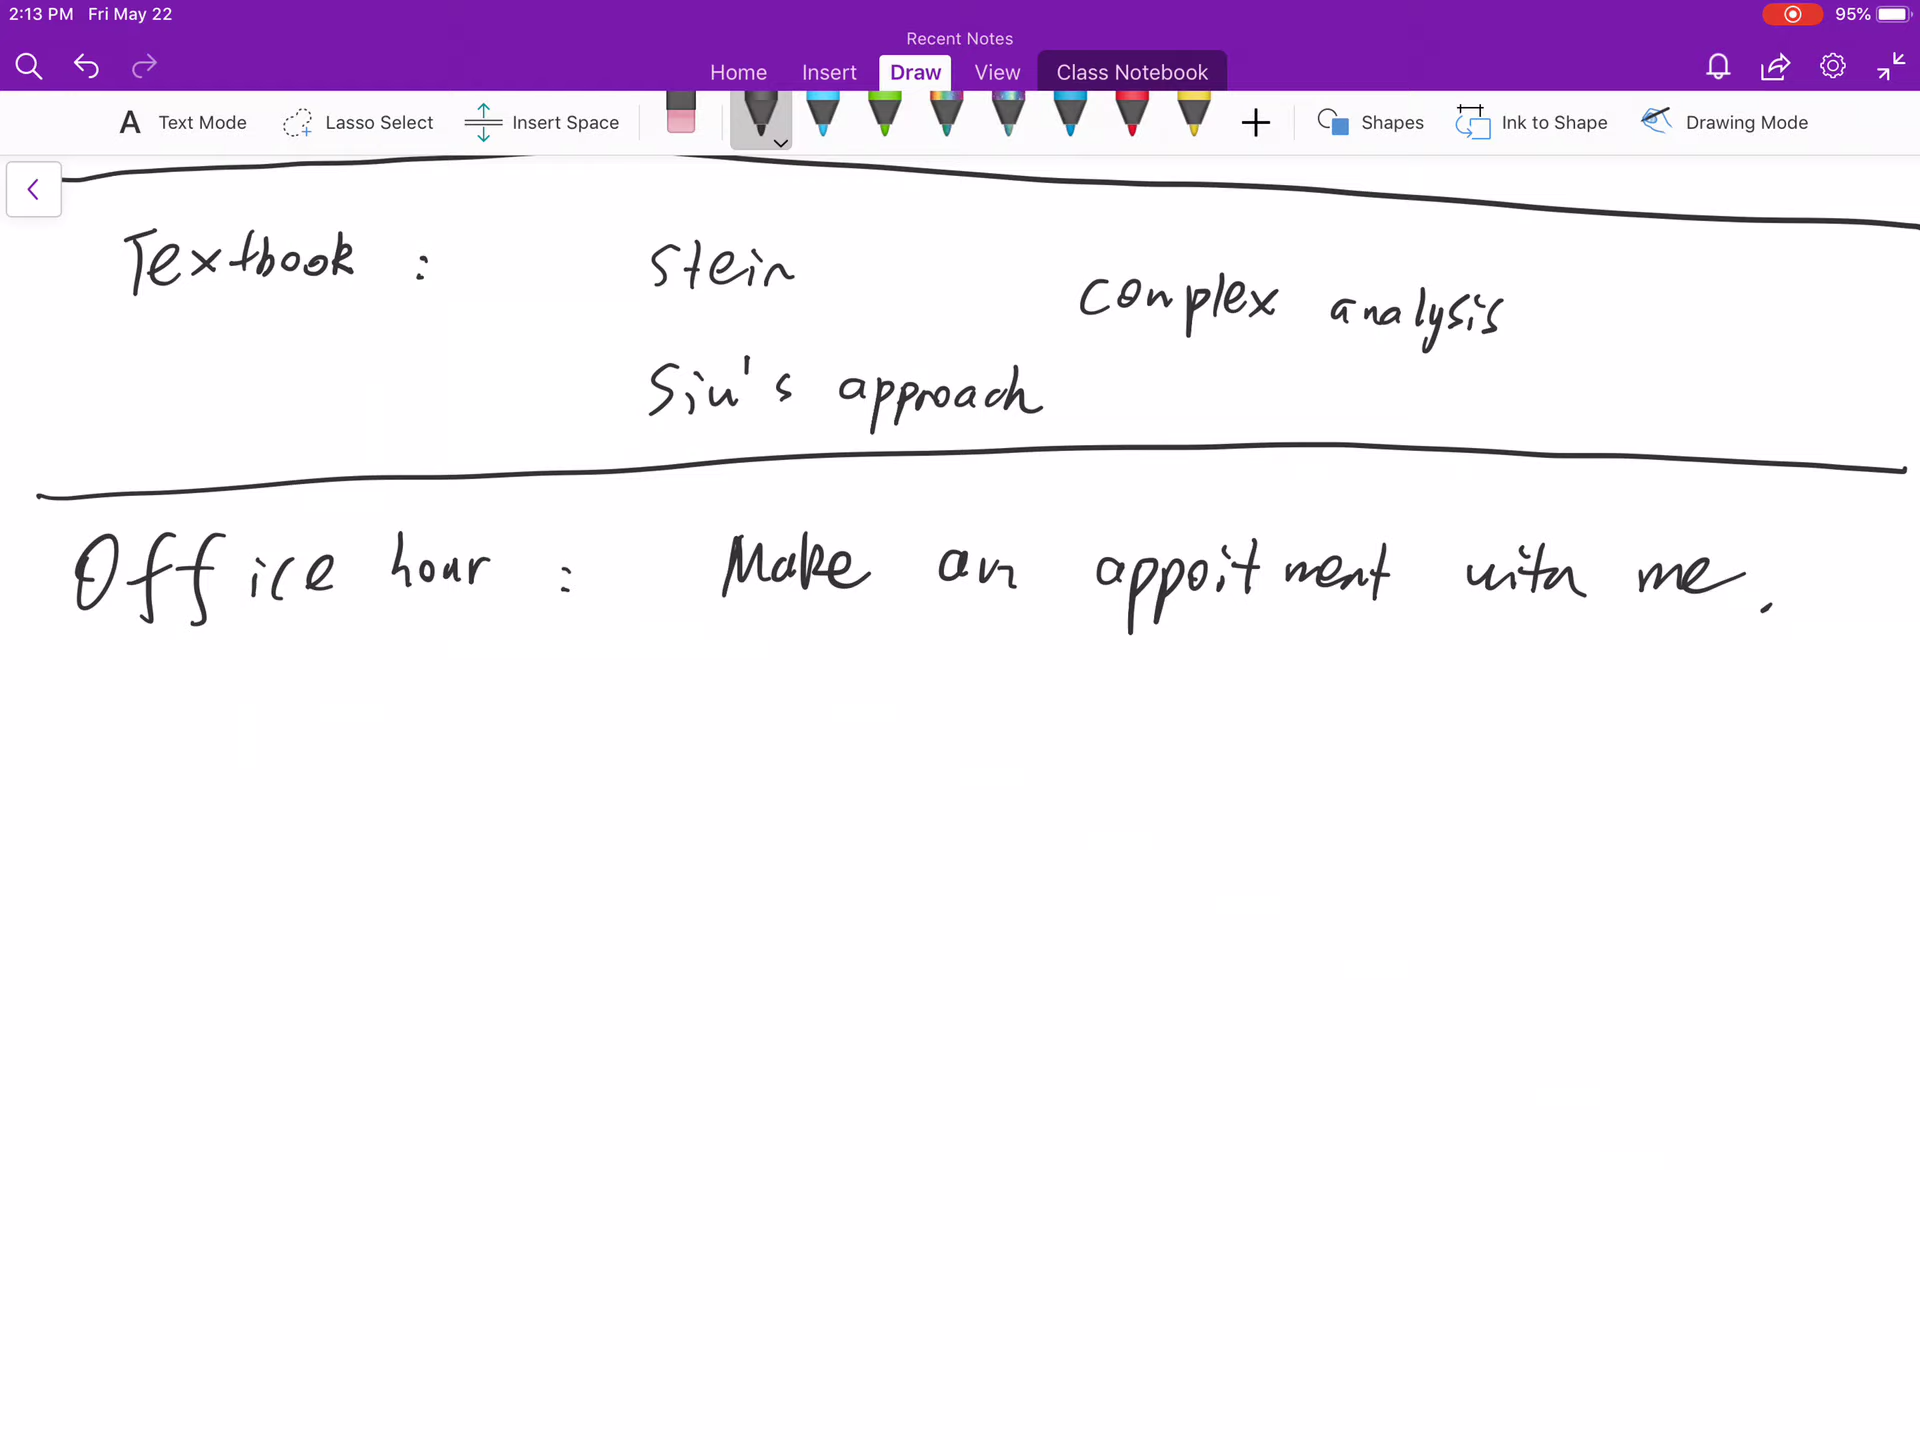 2:13 PM Fri May 22
95%
Recent Notes
Home Insert Draw View Class Notebook
A Text Mode Lasso Select Insert Space Shapes Ink to Shape Drawing Mode
Textbook : Stein complex analysis
Siu's approach
Office hour : Make an appoitment with me.